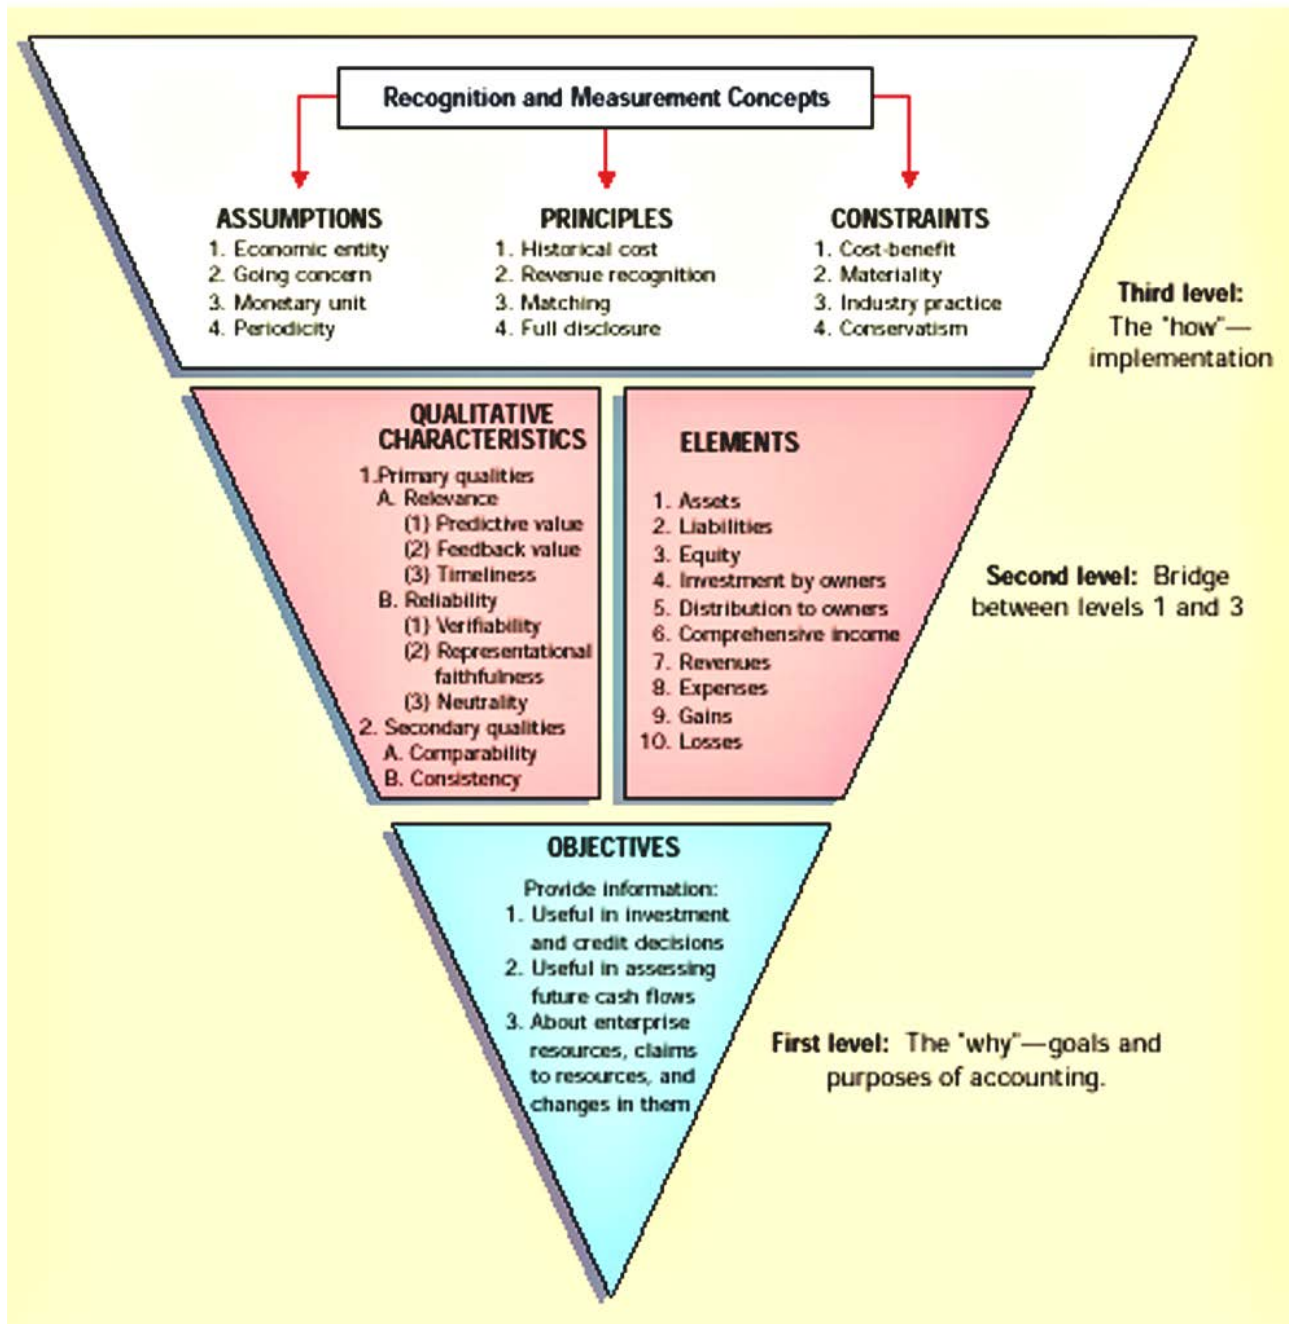 Recognition and Measurement Concepts
ASSUMPTIONS
1. Economic entity
2. Going concern
3. Monetary unit
4. Periodicity
PRINCIPLES
1. Historical cost
2. Revenue recognition
3. Matching
4. Full disclosure
CONSTRAINTS
1. Cost-benefit
2. Materiality
3. Industry practice
4. Conservatism
Third level:
The "how"—
implementation
QUALITATIVE
CHARACTERISTICS
1.Primary qualities
A. Relevance
(1) Predictive value
(2) Feedback value
(3) Timeliness
B. Reliability
(1) Verifiability
(2) Representational
faithfulness
(3) Neutrality
2. Secondary qualities
A. Comparability
B. Consistency
ELEMENTS
1. Assets
2. Liabilities
3. Equity
4. Investment by owners
5. Distribution to owners
6. Comprehensive income
7. Revenues
8. Expenses
9. Gains
10. Losses
Second level: Bridge
between levels 1 and 3
OBJECTIVES
Provide information:
1. Useful in investment
and credit decisions
2. Useful in assessing
future cash flows
3. About enterprise
resources, claims
to resources, and
changes in them
First level: The "why"—goals and
purposes of accounting.